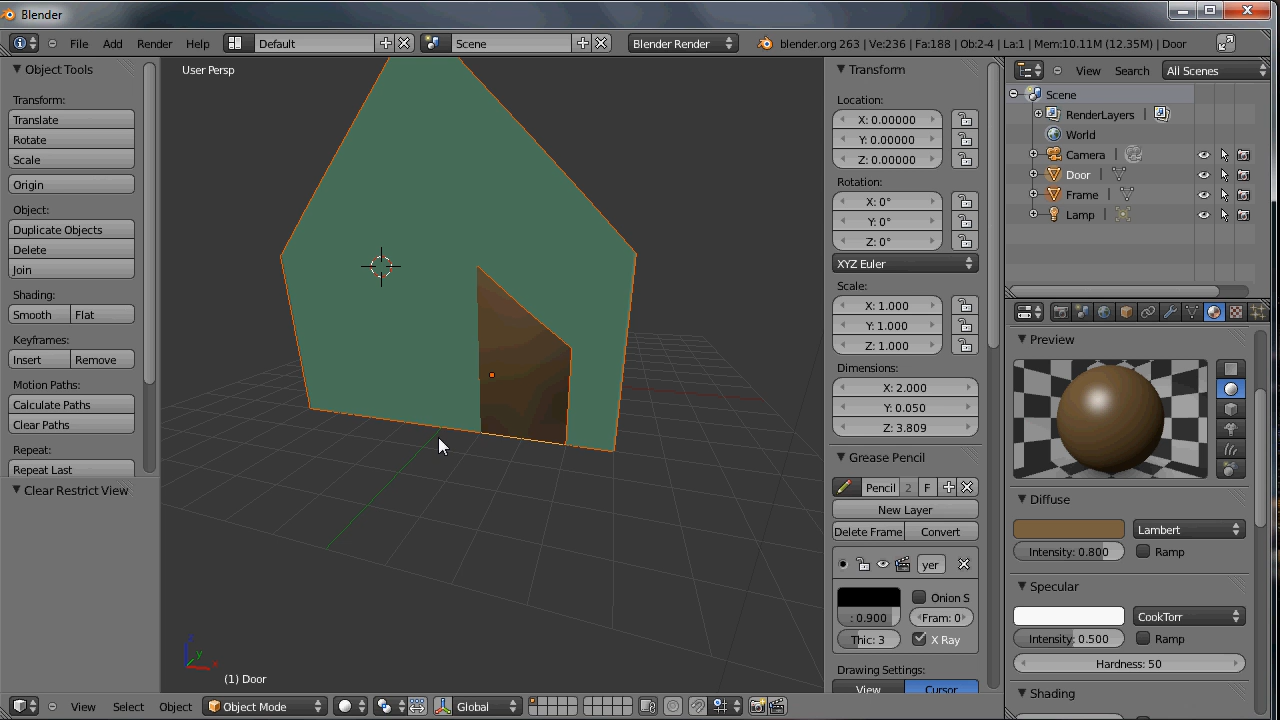 Blender
File Add Render Help Default Scene Blender Render blender.org 263 | Ve:236 | Fa:188 | Ob:2-4 | La:1 | Mem:10.11M (12.35M) | Door
Object Tools
Transform:
Translate
Rotate
Scale
Origin
Object:
Duplicate Objects
Delete
Join
Shading:
Smooth Flat
Keyframes:
Insert Remove
Motion Paths:
Calculate Paths
Clear Paths
Repeat:
Repeat Last
Clear Restrict View
User Persp
(1) Door
x
y
Transform
Location:
X: 0.00000
Y: 0.00000
Z: 0.00000
Rotation:
X: 0°
Y: 0°
Z: 0°
XYZ Euler
Scale:
X: 1.000
Y: 1.000
Z: 1.000
Dimensions:
X: 2.000
Y: 0.050
Z: 3.809
Grease Pencil
Pencil 2 F
New Layer
Delete Frame Convert
yer
Onion S
: 0.900 Fram: 0
Thic: 3 X Ray
Drawing Settings:
View Cursor
View Search All Scenes
Scene
RenderLayers
World
Camera
Door
Frame
Lamp
Preview
Diffuse
Lambert
Intensity: 0.800 Ramp
Specular
CookTorr
Intensity: 0.500 Ramp
Hardness: 50
Shading
View Select Object Object Mode Global